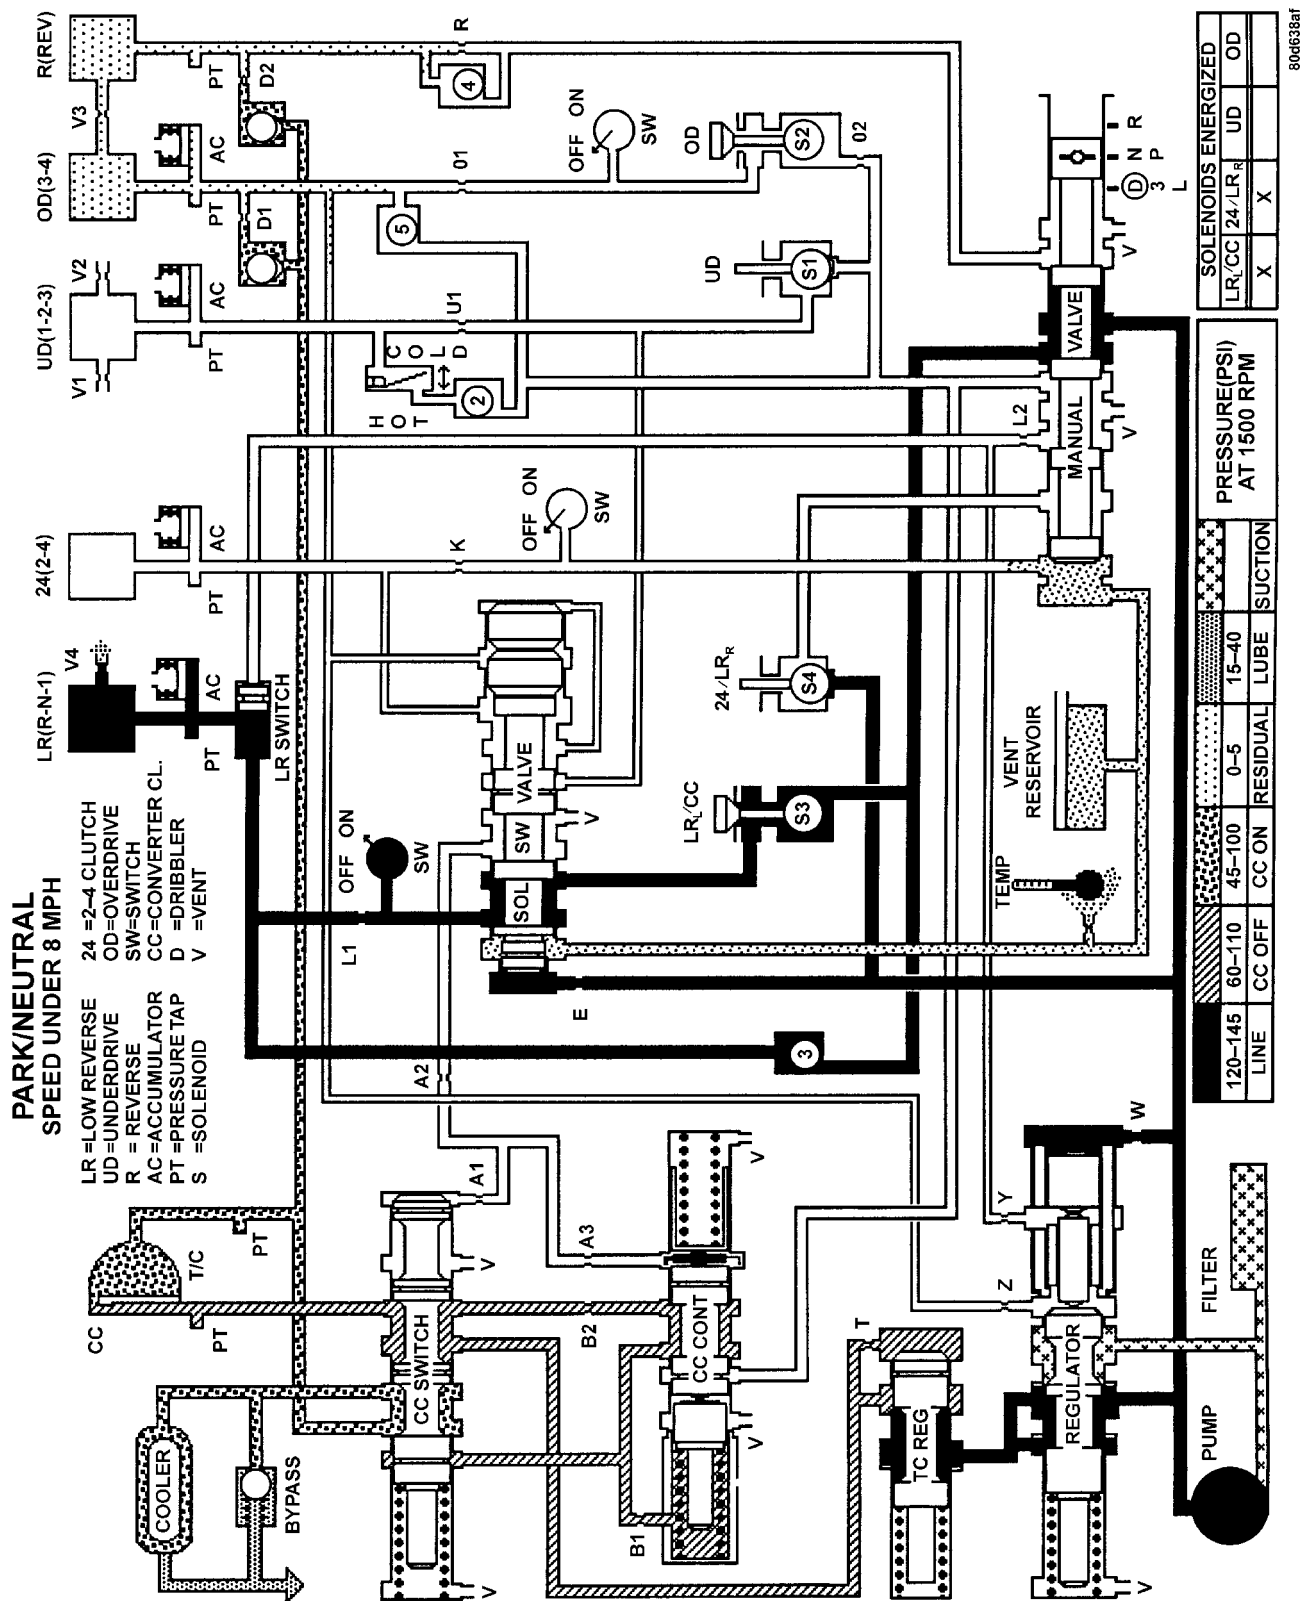 PARK/NEUTRAL
SPEED UNDER 8 MPH
LR =LOW REVERSE
UD=UNDERDRIVE
R = REVERSE
AC=ACCUMULATOR
PT =PRESSURE TAP
S =SOLENOID
24 =2–4 CLUTCH
OD=OVERDRIVE
SW=SWITCH
CC=CONVERTER CL.
D =DRIBBLER
V =VENT
LR(R-N-1)
V4
24(2-4)
V1
UD(1-2-3)
V2
OD(3-4)
V3
R(REV)
PT
AC
PT
AC
PT
AC
PT
AC
PT
D1
D2
LR SWITCH
CC
T/C
PT
PT
COOLER
BYPASS
L1
OFF
ON
SW
K
OFF
ON
SW
HOT
COLD
2
U1
5
01
4
R
OFF
ON
SW
A1
A2
A3
V
CC SWITCH
V
B2
B1
E
SOL
SW
VALVE
V
UD
S1
OD
S2
02
CC CONT
V
V
3
LR L/CC
S3
24/LR R
S4
T
TC REG
TEMP
VENT
RESERVOIR
Z
Y
W
REGULATOR
V
L2
MANUAL
VALVE
V
V
D
N
R
3
P
L
PUMP
FILTER
120–145
60–110
45–100
0–5
15–40
LINE
CC OFF
CC ON
RESIDUAL
LUBE
SUCTION
PRESSURE(PSI)
AT 1500 RPM
SOLENOIDS ENERGIZED
LR L/CC
24/LR R
UD
OD
X
X
80d638af